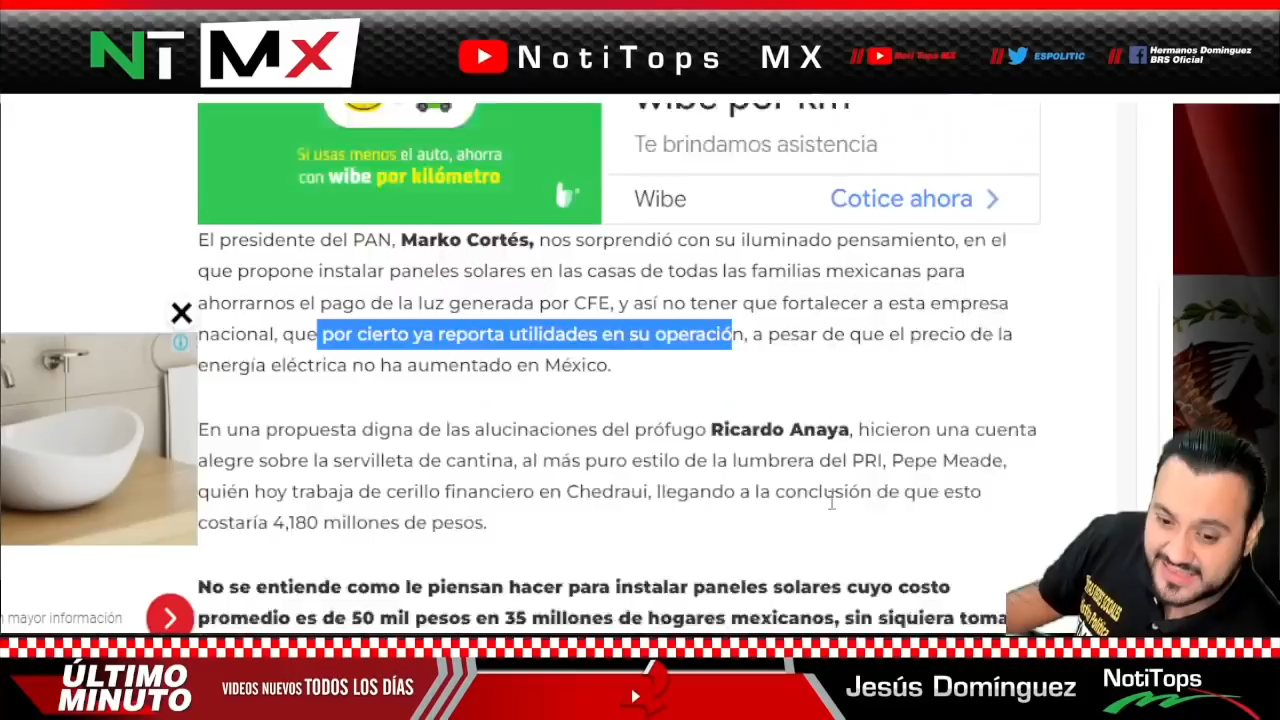 NT MX
NotiTops MX
Noti Tops MX
ESPOLITIC
Hermanos Dominguez
BRS Oficial
Si usas menos el auto, ahorra
con wibe por kilómetro
wibe por km
Te brindamos asistencia
Wibe
Cotice ahora
El presidente del PAN, Marko Cortés, nos sorprendió con su iluminado pensamiento, en el
que propone instalar paneles solares en las casas de todas las familias mexicanas para
ahorrarnos el pago de la luz generada por CFE, y así no tener que fortalecer a esta empresa
nacional, que por cierto ya reporta utilidades en su operación, a pesar de que el precio de la
energía eléctrica no ha aumentado en México.
En una propuesta digna de las alucinaciones del prófugo Ricardo Anaya, hicieron una cuenta
alegre sobre la servilleta de cantina, al más puro estilo de la lumbrera del PRI, Pepe Meade,
quién hoy trabaja de cerillo financiero en Chedraui, llegando a la conclusión de que esto
costaría 4,180 millones de pesos.
No se entiende como le piensan hacer para instalar paneles solares cuyo costo
promedio es de 50 mil pesos en 35 millones de hogares mexicanos, sin siquiera toma
mayor información
ÚLTIMO
MINUTO
VIDEOS NUEVOS TODOS LOS DÍAS
Jesús Domínguez
NotiTops